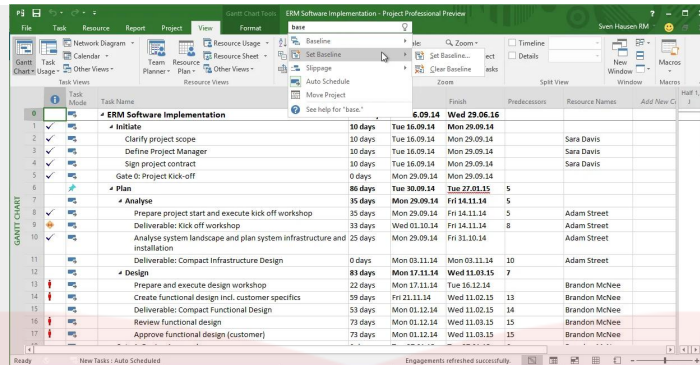 Gantt Chart Tools ERM Software Implementation - Project Professional Preview
File Task Resource Report Project View Format base Sven Hausen RM
Network Diagram Resource Usage Baseline Zoom Timeline
Gantt Chart Task Usage Calendar Team Planner Resource Plan Resource Sheet Set Baseline Set Baseline... Details New Window Macros
Other Views Other Views Slippage Clear Baseline
Task Views Resource Views Auto Schedule Zoom Split View Window Macros
Move Project
See help for "base."
Task Mode Task Name Finish Predecessors Resource Names Add New
0 ERM Software Implementation Wed 29.06.16
1 Initiate 10 days Tue 16.09.14 Mon 29.09.14
2 Clarify project scope 10 days Tue 16.09.14 Mon 29.09.14 Sara Davis
3 Define Project Manager 10 days Tue 16.09.14 Mon 29.09.14 Sara Davis
4 Sign project contract 10 days Tue 16.09.14 Mon 29.09.14 Sara Davis
5 Gate 0: Project Kick-off 0 days Mon 29.09.14 Mon 29.09.14
6 Plan 86 days Tue 30.09.14 Tue 27.01.15 5
7 Analyse 35 days Mon 29.09.14 Fri 14.11.14 5
8 Prepare project start and execute kick off workshop 35 days Mon 29.09.14 Fri 14.11.14 5 Adam Street
9 Deliverable: Kick off workshop 33 days Wed 01.10.14 Fri 14.11.14 8 Adam Street
10 Analyse system landscape and plan system infrastructure and 25 days Mon 29.09.14 Fri 31.10.14 Adam Street
installation
11 Deliverable: Compact Infrastructure Design 0 days Mon 03.11.14 Mon 03.11.14 10 Adam Street
12 Design 83 days Mon 17.11.14 Wed 11.03.15 7
13 Prepare and execute design workshop 22 days Mon 17.11.14 Tue 16.12.14 Brandon McNee
14 Create functional design incl. customer specifics 59 days Fri 21.11.14 Wed 11.02.15 13 Brandon McNee
15 Deliverable: Compact Functional Design 53 days Mon 01.12.14 Wed 11.02.15 14 Brandon McNee
16 Review functional design 73 days Mon 01.12.14 Wed 11.03.15 15 Brandon McNee
17 Approve functional design (customer) 73 days Mon 01.12.14 Wed 11.03.15 15 Brandon McNee
GANTT CHART
Ready New Tasks : Auto Scheduled Engagements refreshed successfully.